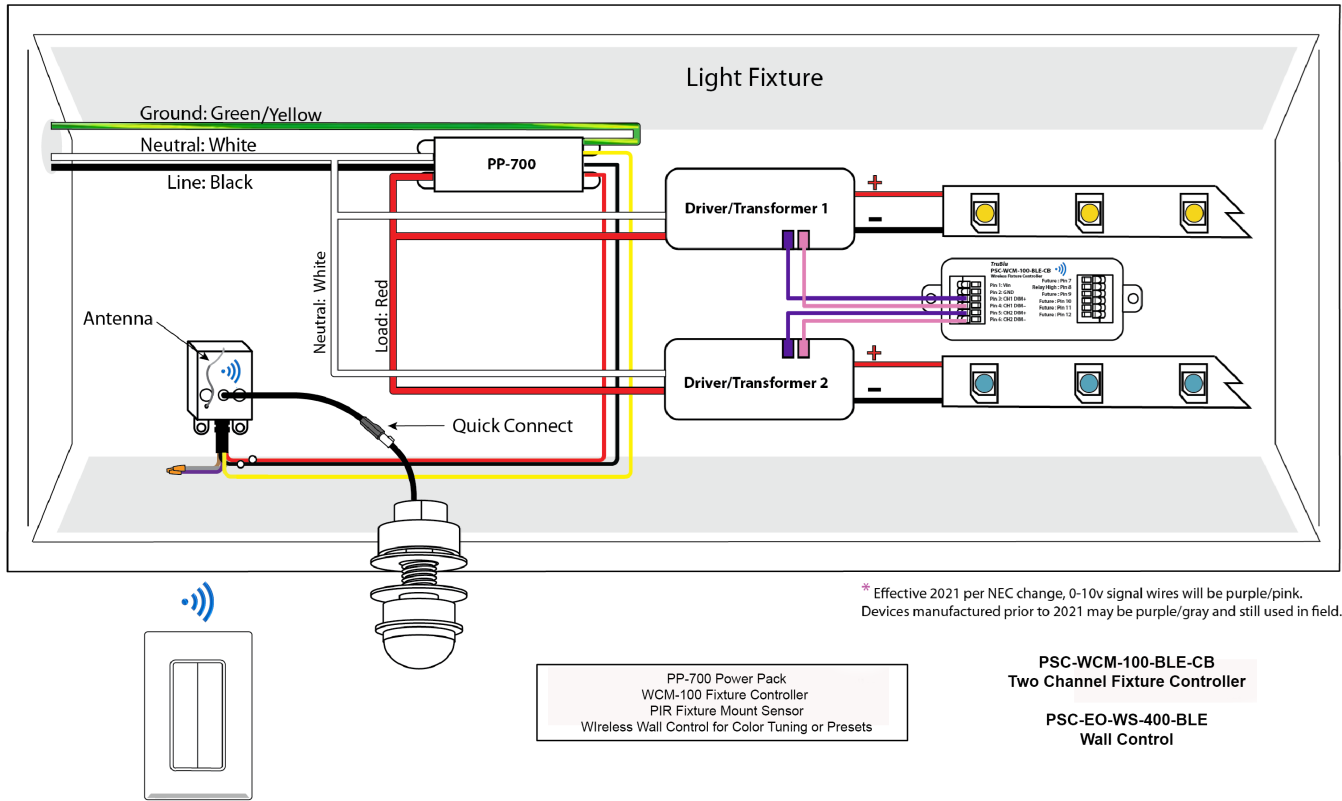 Light Fixture
Ground: Green/Yellow
Neutral: White
Line: Black
PP-700
Driver/Transformer 1
+
-
TruBle
PSC-WCM-100-BLE-CB
Wireless Fixture Controller
Pin 1: Vin
Pin 2: GND
Pin 3: CH1 DIM+
Pin 4: CH1 DIM-
Pin 5: CH2 DIM+
Pin 6: CH2 DIM-
Future : Pin 7
Relay High : Pin 8
Future : Pin 9
Future : Pin 10
Future : Pin 11
Future : Pin 12
Neutral: White
Load: Red
Antenna
Driver/Transformer 2
+
-
Quick Connect
* Effective 2021 per NEC change, 0-10v signal wires will be purple/pink.
Devices manufactured prior to 2021 may be purple/gray and still used in field.
PP-700 Power Pack
WCM-100 Fixture Controller
PIR Fixture Mount Sensor
WIreless Wall Control for Color Tuning or Presets
PSC-WCM-100-BLE-CB
Two Channel Fixture Controller
PSC-EO-WS-400-BLE
Wall Control